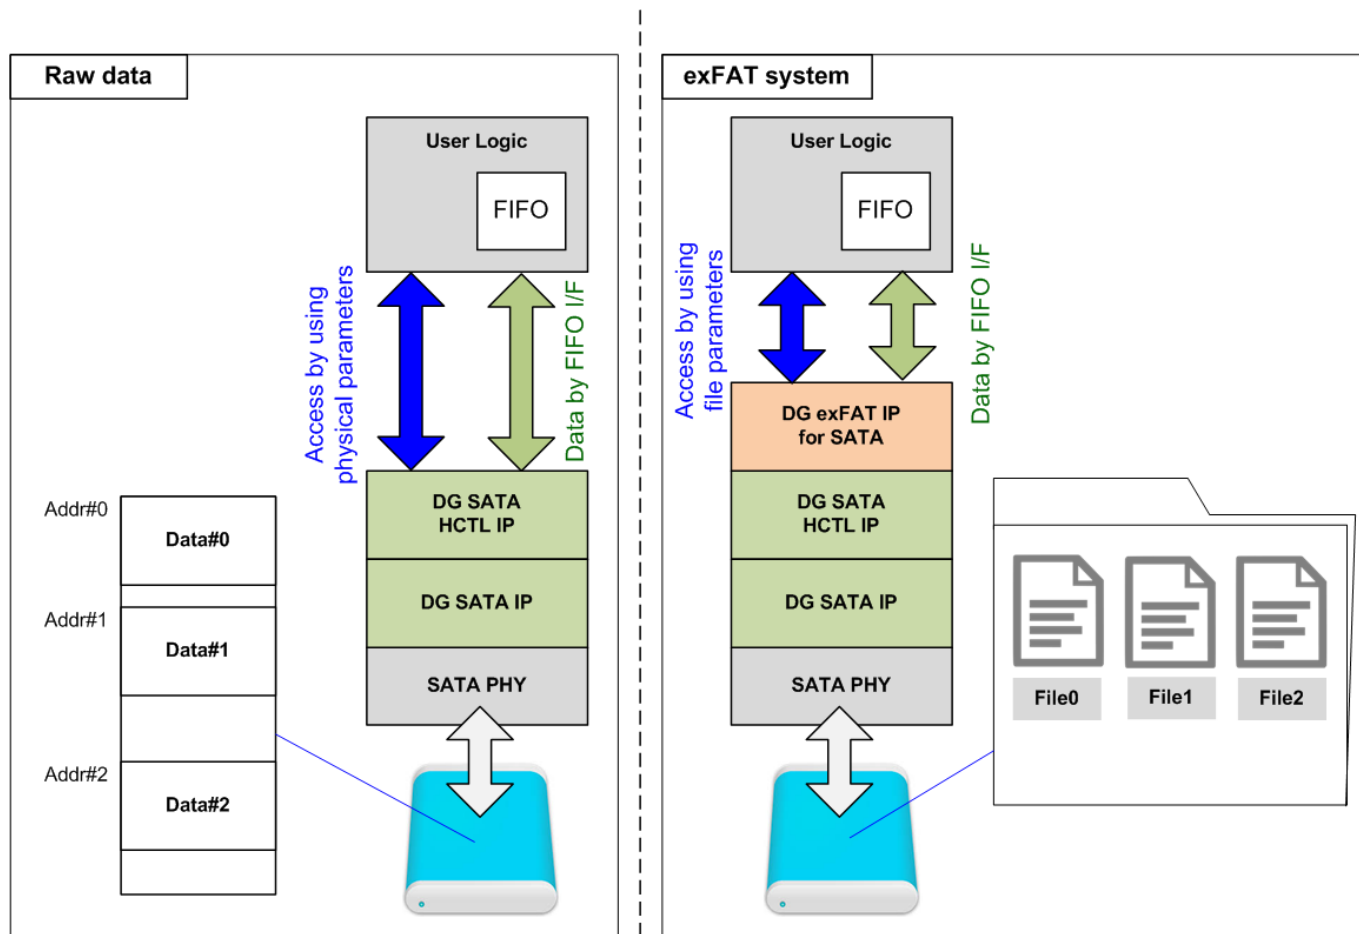 Raw data
User Logic
FIFO
Access by using
physical parameters
Data by FIFO I/F
DG SATA
HCTL IP
DG SATA IP
SATA PHY
Addr#0
Data#0
Addr#1
Data#1
Addr#2
Data#2
exFAT system
User Logic
FIFO
Access by using
file parameters
Data by FIFO I/F
DG exFAT IP
for SATA
DG SATA
HCTL IP
DG SATA IP
SATA PHY
File0
File1
File2